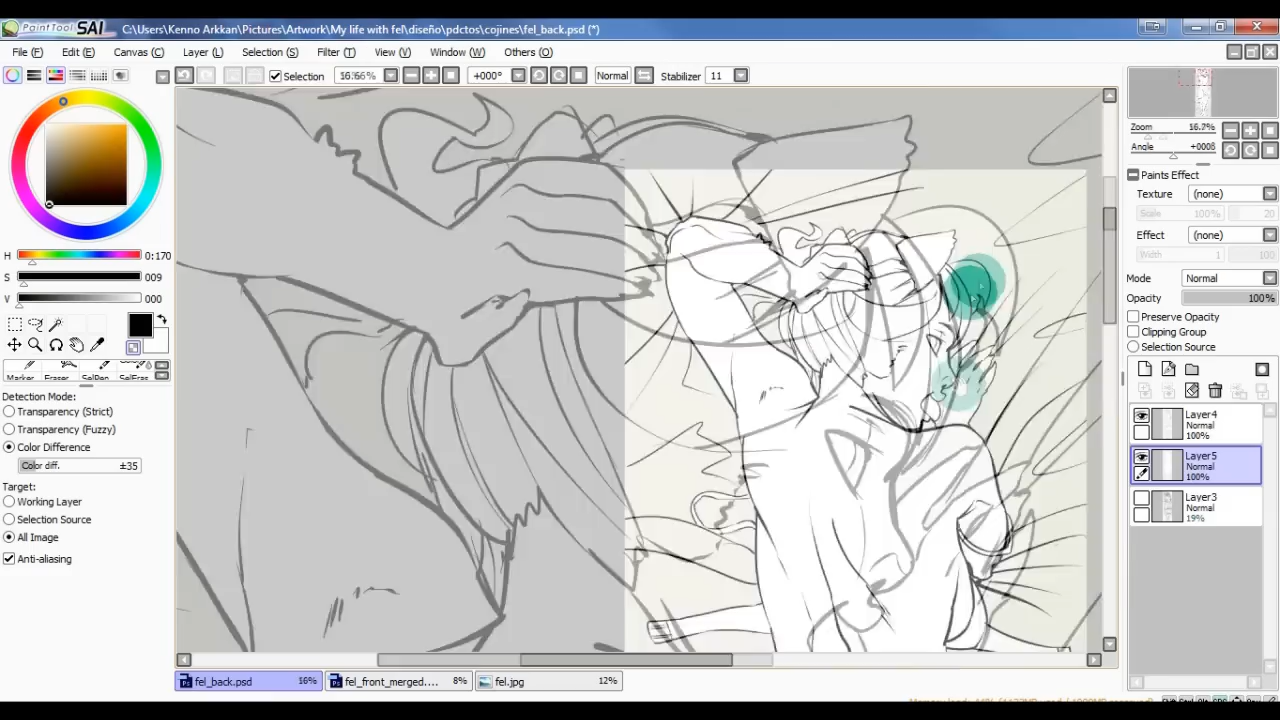 PaintTool SAI C:\Users\Kenno Arkkan\Pictures\Artwork\My life with fel\diseño\pdctos\cojines\fel_back.psd (*)
File (F) Edit (E) Canvas (C) Layer (L) Selection (S) Filter (T) View (V) Window (W) Others (O)
Selection +000° Normal Stabilizer 11
Zoom 16.7%
Angle +000θ
Paints Effect
Texture (none)
Scale 100% 20
Effect (none)
Width 1 100
Mode Normal
Opacity 100%
Preserve Opacity
Clipping Group
Selection Source
H 0:170
S 009
V 000
Marker Eraser SelPen SelEras
Detection Mode:
Transparency (Strict)
Transparency (Fuzzy)
Color Difference
Color diff. ±35
Target:
Working Layer
Selection Source
All Image
Anti-aliasing
Layer4
Normal
100%
Layer5
Normal
100%
Layer3
Normal
19%
fel_back.psd 16% fel_front_merged.... 8% fel.jpg 12%